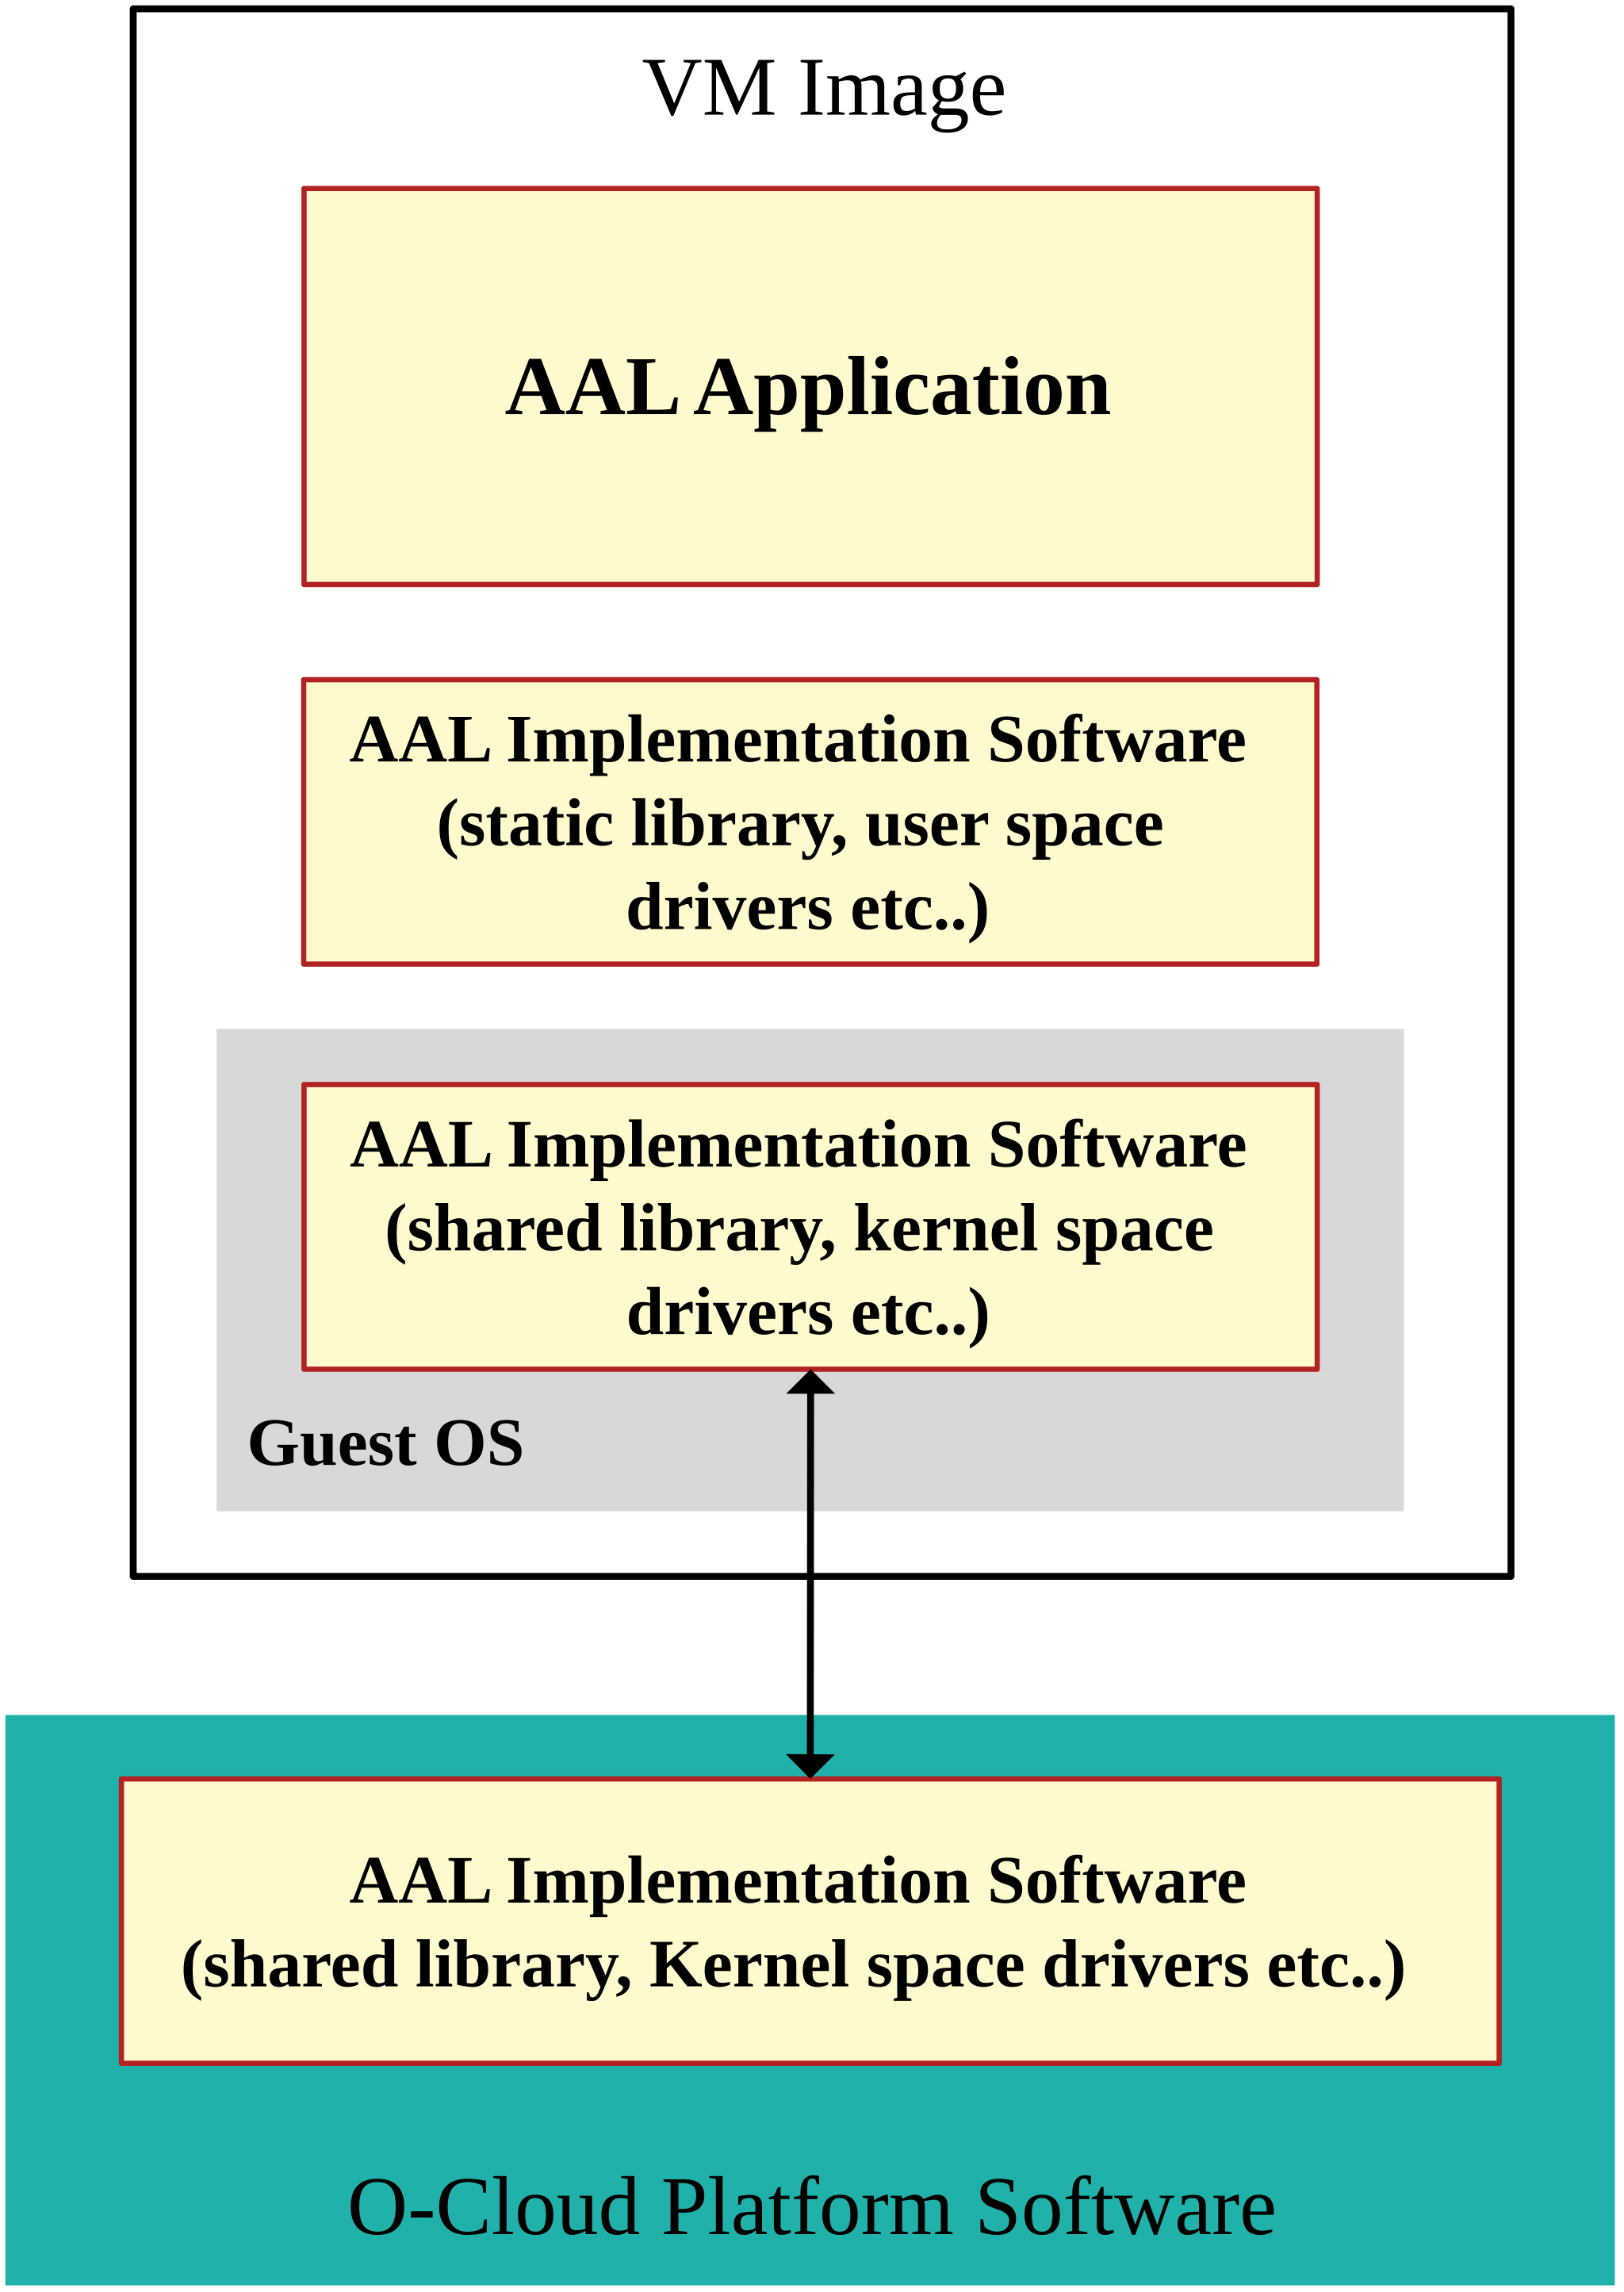 VM Image
AAL Application
AAL Implementation Software
(static library, user space
drivers etc..)
AAL Implementation Software
(shared library, kernel space
drivers etc..)
Guest OS
AAL Implementation Software
(shared library, Kernel space drivers etc..)
O-Cloud Platfom Software